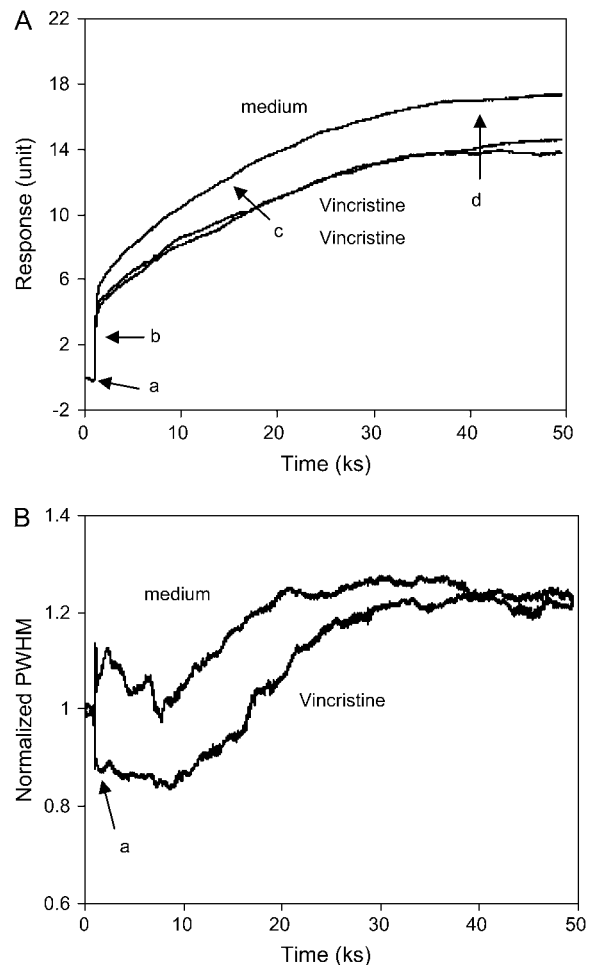 A
22
18
14
10
6
2
-2
Response (unit)
medium
Vincristine
Vincristine
a
b
c
d
0 10 20 30 40 50
Time (ks)
B
1.4
1.2
1
0.8
0.6
Normalized PWHM
medium
Vincristine
a
0 10 20 30 40 50
Time (ks)